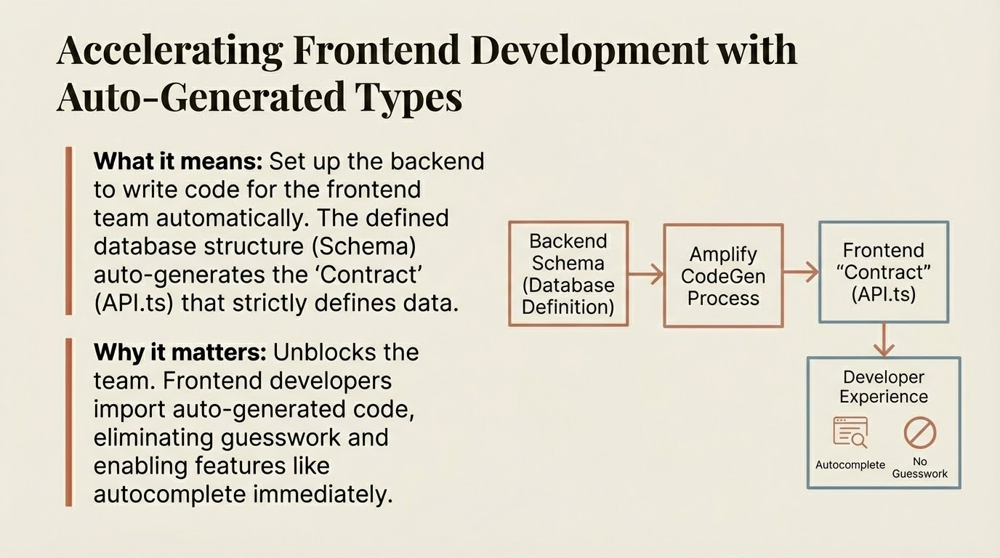 Accelerating Frontend Development with
Auto-Generated Types
What it means: Set up the backend
to write code for the frontend
team automatically. The defined
database structure (Schema)
auto-generates the ‘Contract’
(API.ts) that strictly defines data.
Why it matters: Unblocks the
team. Frontend developers
import auto-generated code,
eliminating guesswork and
enabling features like
autocomplete immediately.
Backend
Schema
(Database
Definition)
Amplify
CodeGen
Process
Frontend
“Contract”
(API.ts)
Developer
Experience
Autocomplete
No
Guesswork